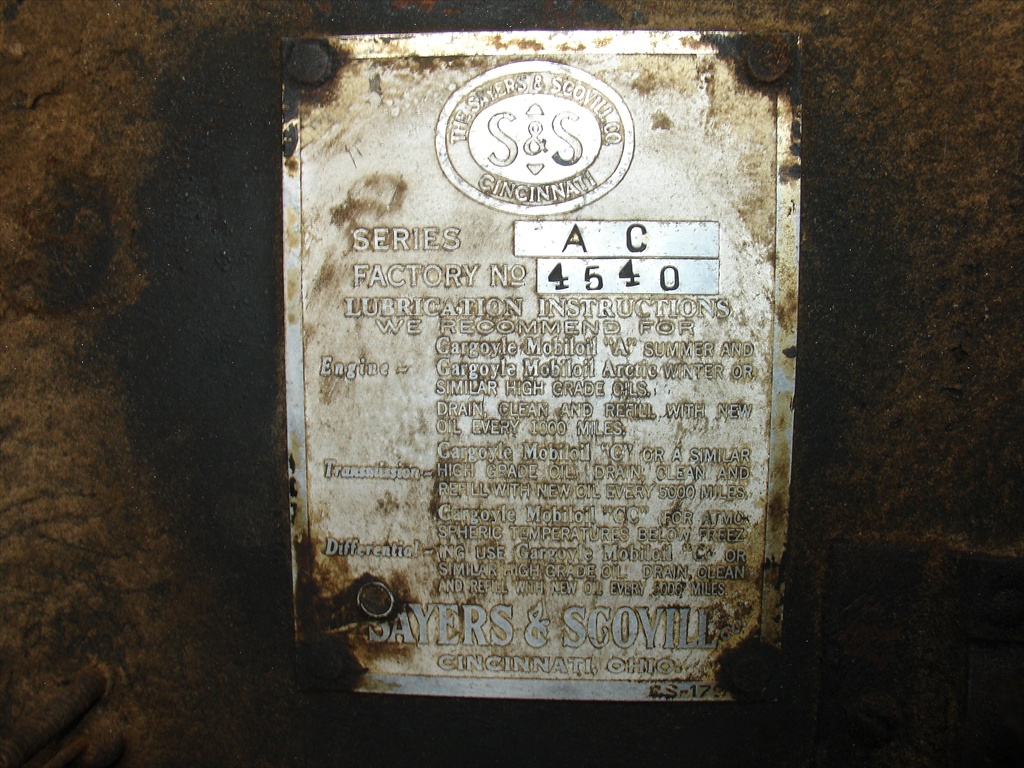 THE SAYERS & SCOVILL CO.
S&S
CINCINNATI
SERIES A C
FACTORY NO 4540
LUBRICATION INSTRUCTIONS
WE RECOMMEND FOR
Gargoyle Mobiloil "A" SUMMER AND
Engine ~ Gargoyle Mobiloil Arctic WINTER OR
SIMILAR HIGH GRADE OILS.
DRAIN, CLEAN AND REFILL WITH NEW
OIL EVERY 1000 MILES.
Gargoyle Mobiloil "C" OR A SIMILAR
Transmission ~ HIGH GRADE OIL. DRAIN, CLEAN AND
REFILL WITH NEW OIL EVERY 5000 MILES.
Gargoyle Mobiloil "CC" FOR ATMO-
SPHERIC TEMPERATURES BELOW FREEZ-
Differential ~ ING USE Gargoyle Mobiloil "C" OR
SIMILAR HIGH GRADE OIL. DRAIN, CLEAN
AND REFILL WITH NEW OIL EVERY 5000 MILES
SAYERS & SCOVILL CO.
CINCINNATI, OHIO.